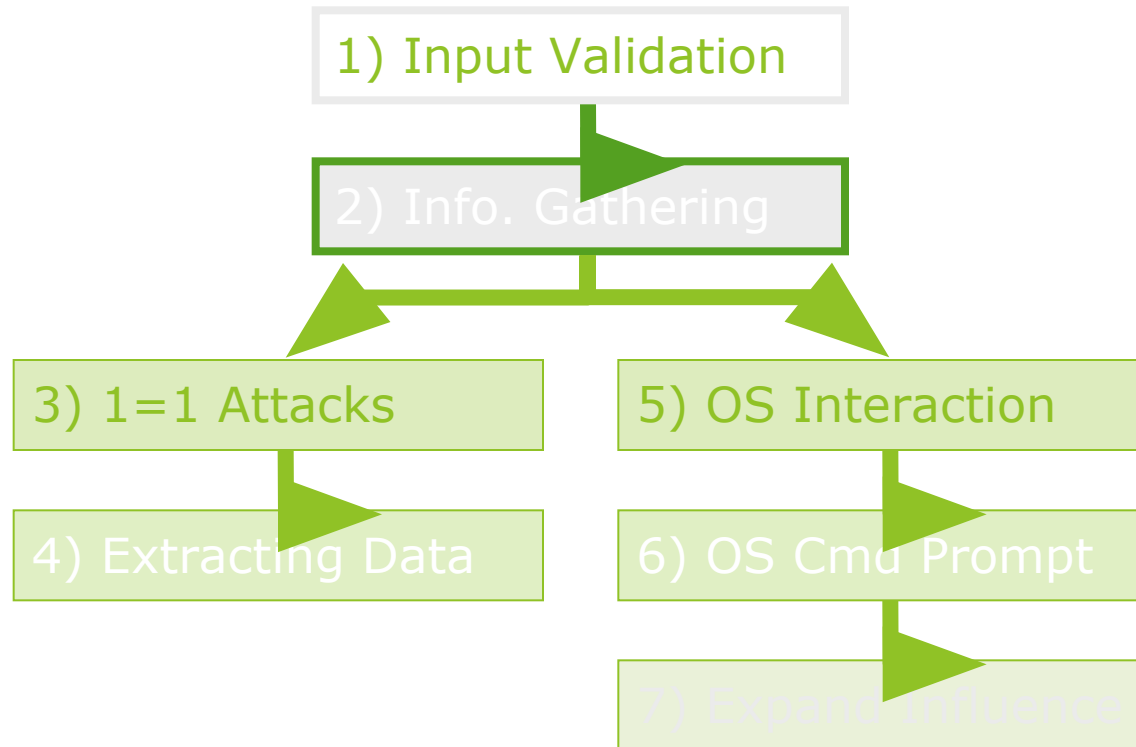 1) Input Validation
2) Info. Gathering
3) 1=1 Attacks
5) OS Interaction
4) Extracting Data
6) OS Cmd Prompt
7) Expand Influence